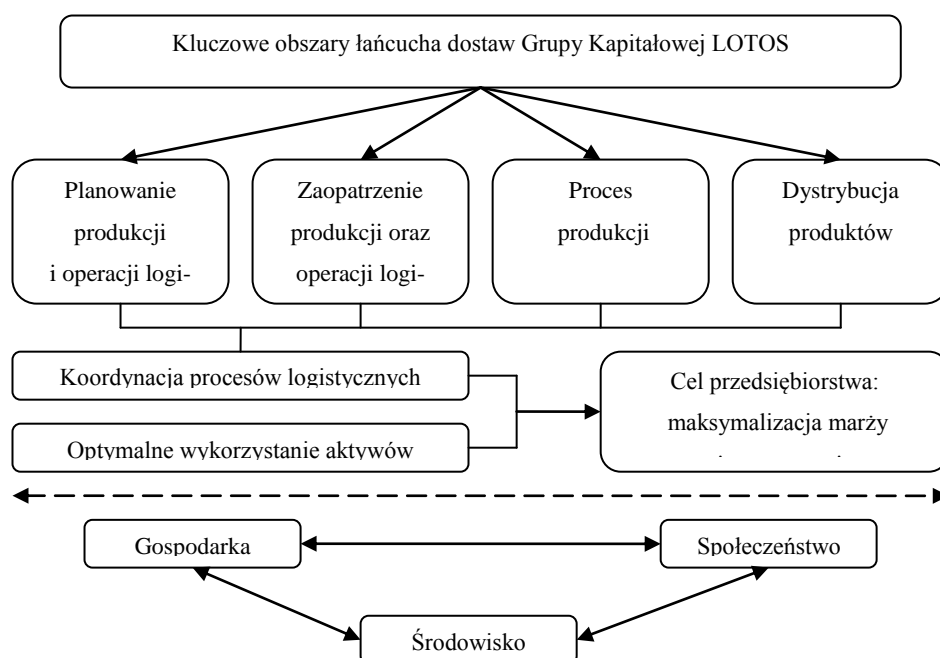 Kluczowe obszary łańcucha dostaw Grupy Kapitałowej LOTOS
Planowanie
produkcji
i operacji logi-
Zaopatrzenie
produkcji oraz
operacji logi-
Proces
produkcji
Dystrybucja
produktów
Koordynacja procesów logistycznych
Optymalne wykorzystanie aktywów
Cel przedsiębiorstwa:
maksymalizacja marży
Gospodarka
Społeczeństwo
Środowisko